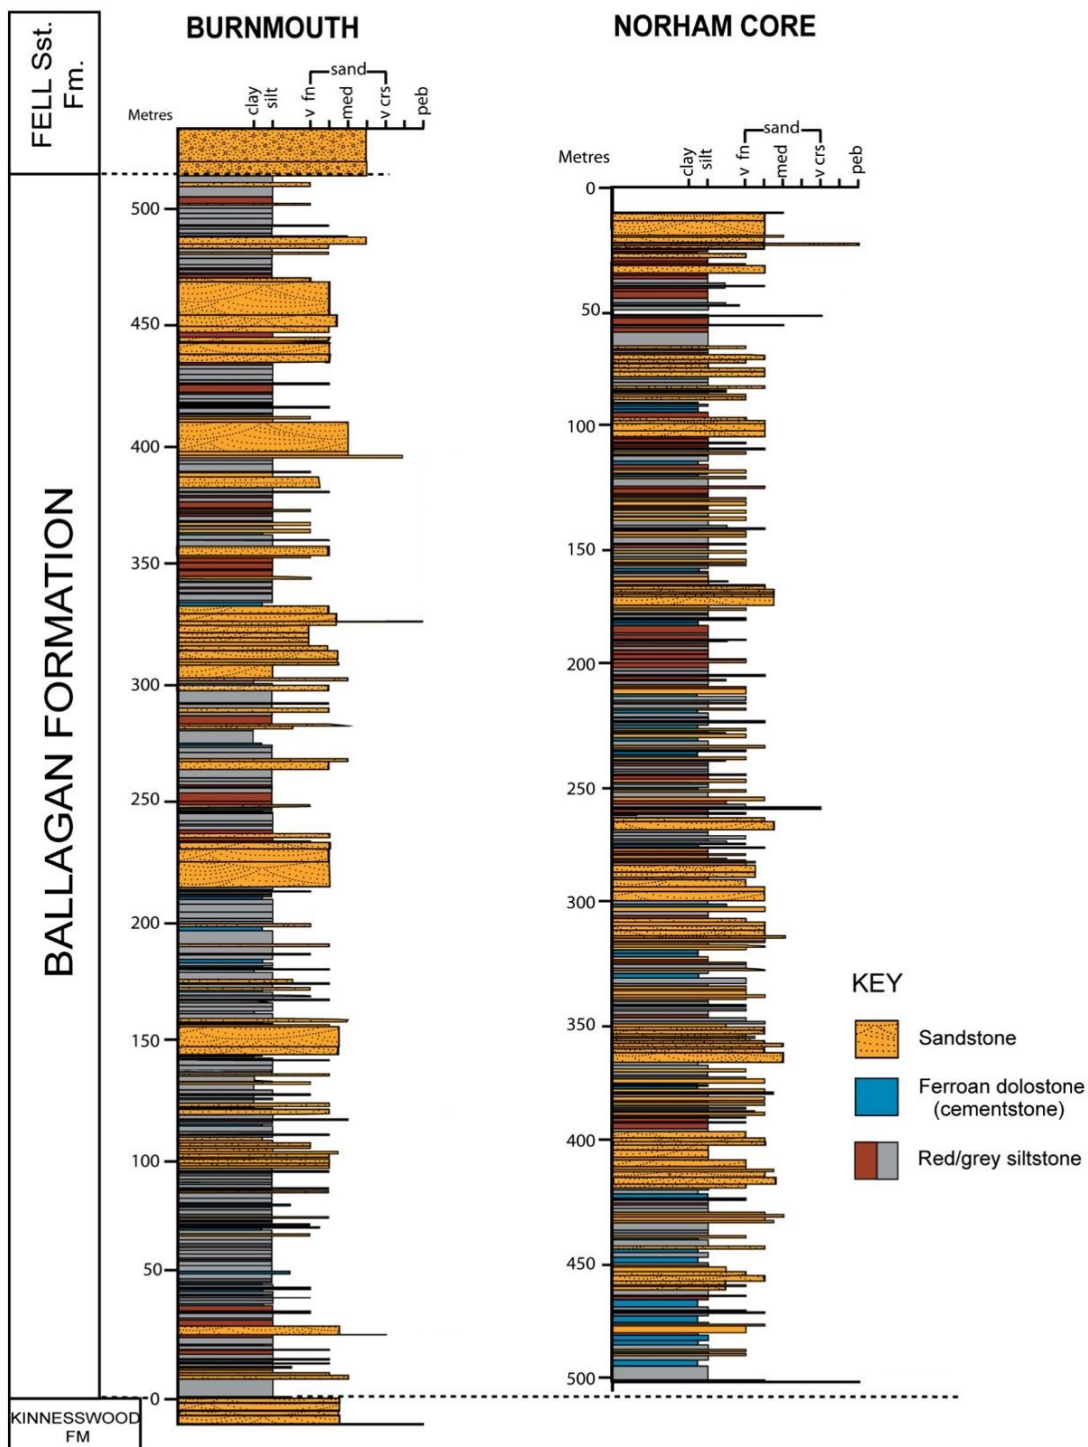 BURNMOUTH
NORHAM CORE
FELL Sst.
Fm.
sand
Metres
clay
silt
v fn
med
v crs
peb
500
450
400
350
300
250
200
150
100
50
0
BALLAGAN FORMATION
KINNESSWOOD
FM
sand
Metres
clay
silt
v fn
med
v crs
peb
0
50
100
150
200
250
300
350
400
450
500
KEY
Sandstone
Ferroan dolostone
(cementstone)
Red/grey siltstone